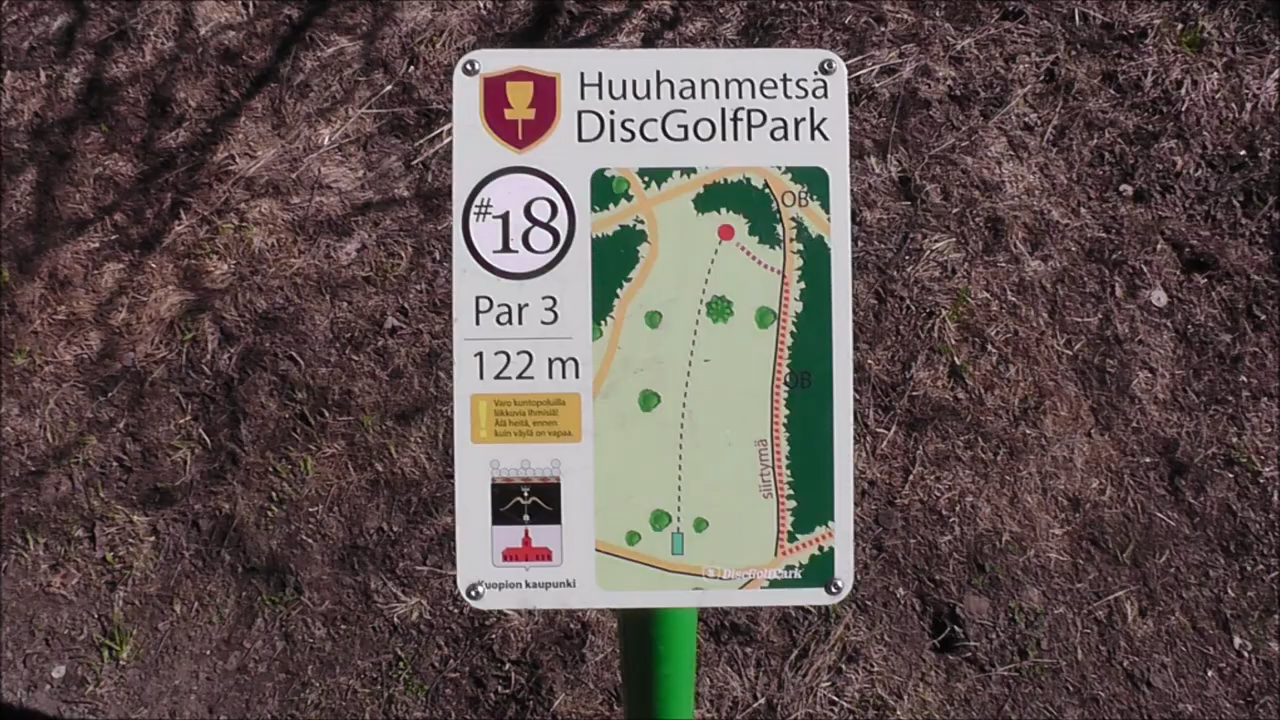 Huuhanmetsä
DiscGolfPark
#18
Par 3
122 m
Varo kuntopoluilla
liikkuvia ihmisiä!
Älä heitä, ennen
kuin väylä on vapaa.
Kuopion kaupunki
OB
OB
siirtymä
DiscGolfPark